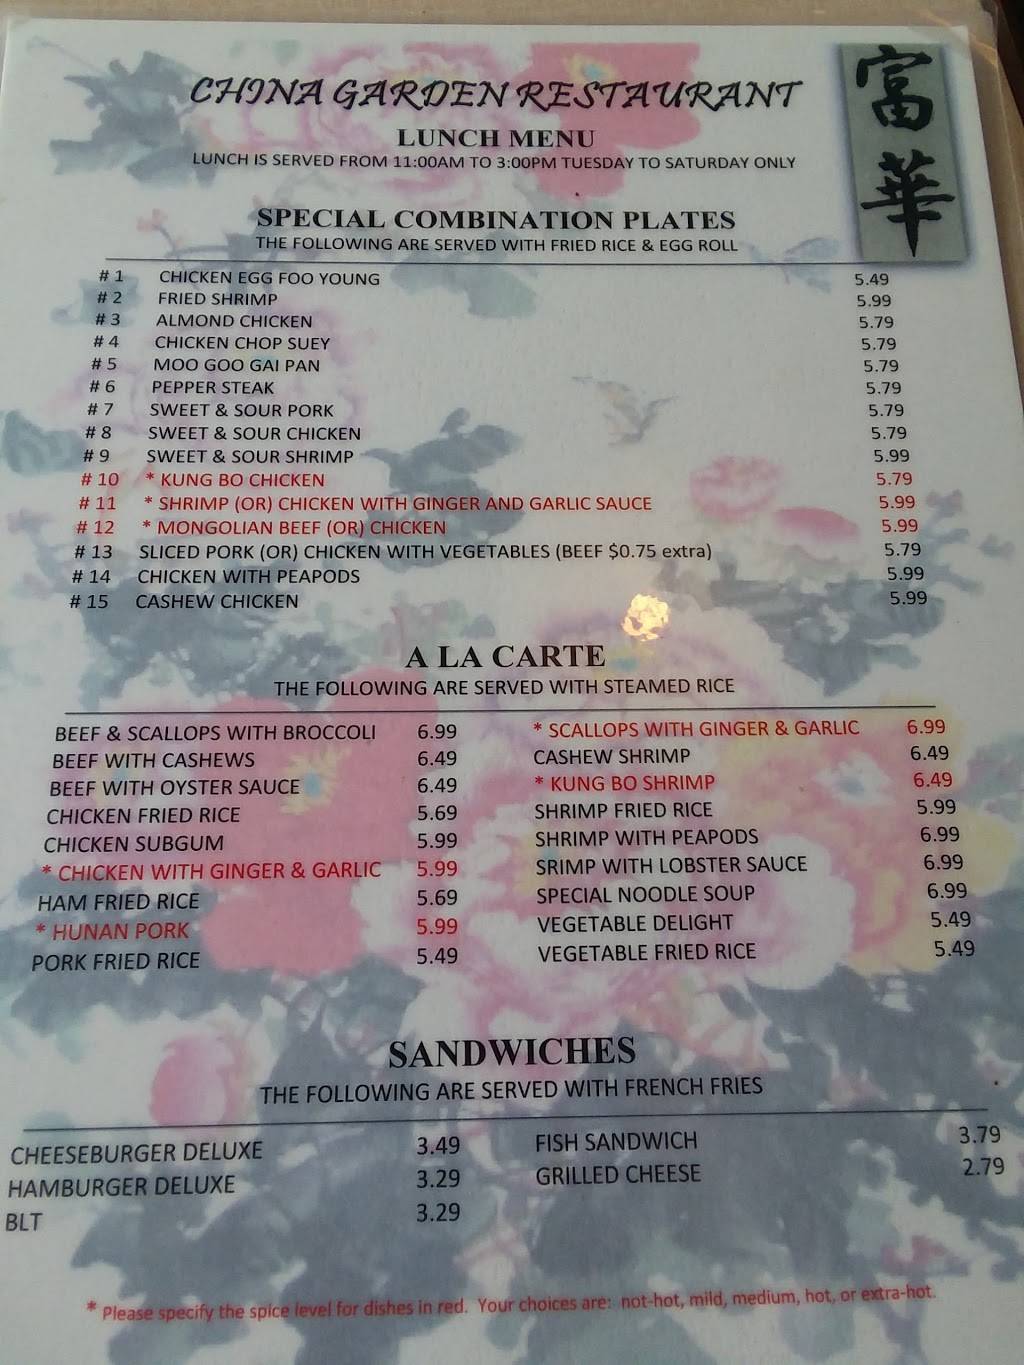 CHINA GARDEN RESTAURANT
富
華
LUNCH MENU
LUNCH IS SERVED FROM 11:00AM TO 3:00PM TUESDAY TO SATURDAY ONLY
SPECIAL COMBINATION PLATES
THE FOLLOWING ARE SERVED WITH FRIED RICE & EGG ROLL
# 1 CHICKEN EGG FOO YOUNG 5.49
# 2 FRIED SHRIMP 5.99
# 3 ALMOND CHICKEN 5.79
# 4 CHICKEN CHOP SUEY 5.79
# 5 MOO GOO GAI PAN 5.79
# 6 PEPPER STEAK 5.79
# 7 SWEET & SOUR PORK 5.79
# 8 SWEET & SOUR CHICKEN 5.79
# 9 SWEET & SOUR SHRIMP 5.99
# 10 * KUNG BO CHICKEN 5.79
# 11 * SHRIMP (OR) CHICKEN WITH GINGER AND GARLIC SAUCE 5.99
# 12 * MONGOLIAN BEEF (OR) CHICKEN 5.99
# 13 SLICED PORK (OR) CHICKEN WITH VEGETABLES (BEEF $0.75 extra) 5.79
# 14 CHICKEN WITH PEAPODS 5.99
# 15 CASHEW CHICKEN 5.99
A LA CARTE
THE FOLLOWING ARE SERVED WITH STEAMED RICE
BEEF & SCALLOPS WITH BROCCOLI 6.99
BEEF WITH CASHEWS 6.49
BEEF WITH OYSTER SAUCE 6.49
CHICKEN FRIED RICE 5.69
CHICKEN SUBGUM 5.99
* CHICKEN WITH GINGER & GARLIC 5.99
HAM FRIED RICE 5.69
* HUNAN PORK 5.99
PORK FRIED RICE 5.49
* SCALLOPS WITH GINGER & GARLIC 6.99
CASHEW SHRIMP 6.49
* KUNG BO SHRIMP 6.49
SHRIMP FRIED RICE 5.99
SHRIMP WITH PEAPODS 6.99
SRIMP WITH LOBSTER SAUCE 6.99
SPECIAL NOODLE SOUP 6.99
VEGETABLE DELIGHT 5.49
VEGETABLE FRIED RICE 5.49
SANDWICHES
THE FOLLOWING ARE SERVED WITH FRENCH FRIES
CHEESEBURGER DELUXE 3.49
HAMBURGER DELUXE 3.29
BLT 3.29
FISH SANDWICH 3.79
GRILLED CHEESE 2.79
* Please specify the spice level for dishes in red. Your choices are: not-hot, mild, medium, hot, or extra-hot.